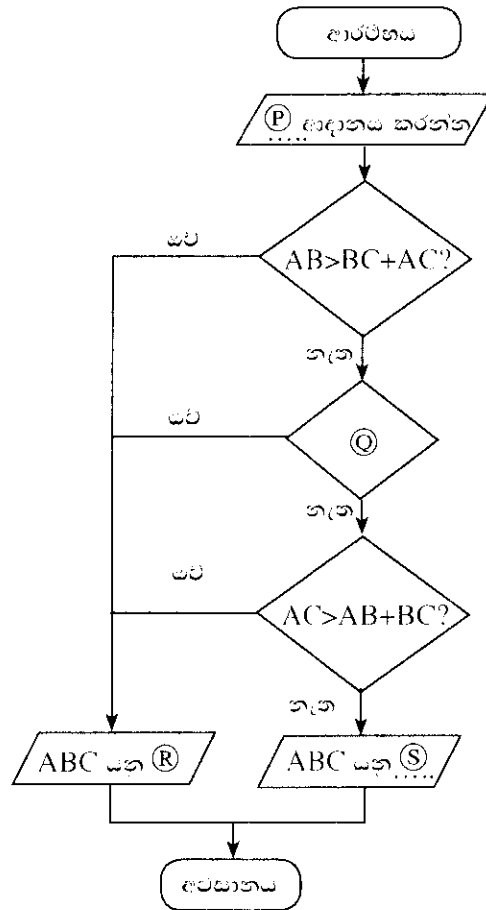 ආරම්භය
Ⓟ ආදානය කරන්න
.....
ඔව්
AB>BC+AC?
නැත
ඔව්
Ⓠ
නැත
ඔව්
AC>AB+BC?
නැත
ABC යනු Ⓡ
ABC යනු Ⓢ
.....
අවසානය